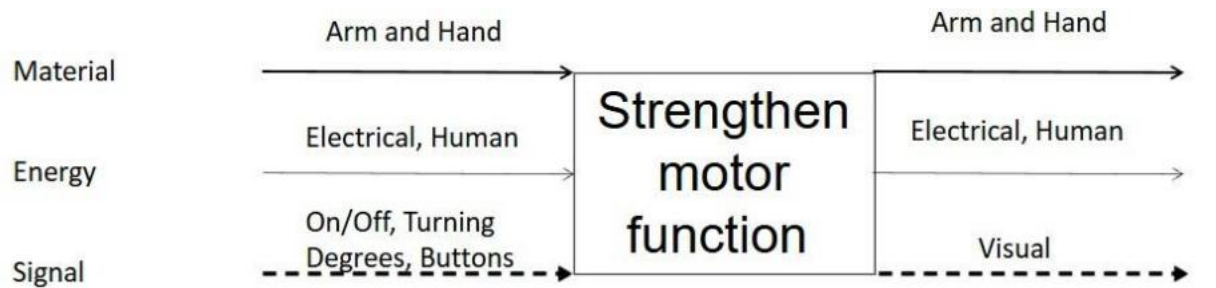 Arm and Hand
Arm and Hand
Material
Strengthen
motor
function
Electrical, Human
Electrical, Human
Energy
On/Off, Turning
Degrees, Buttons
Visual
Signal